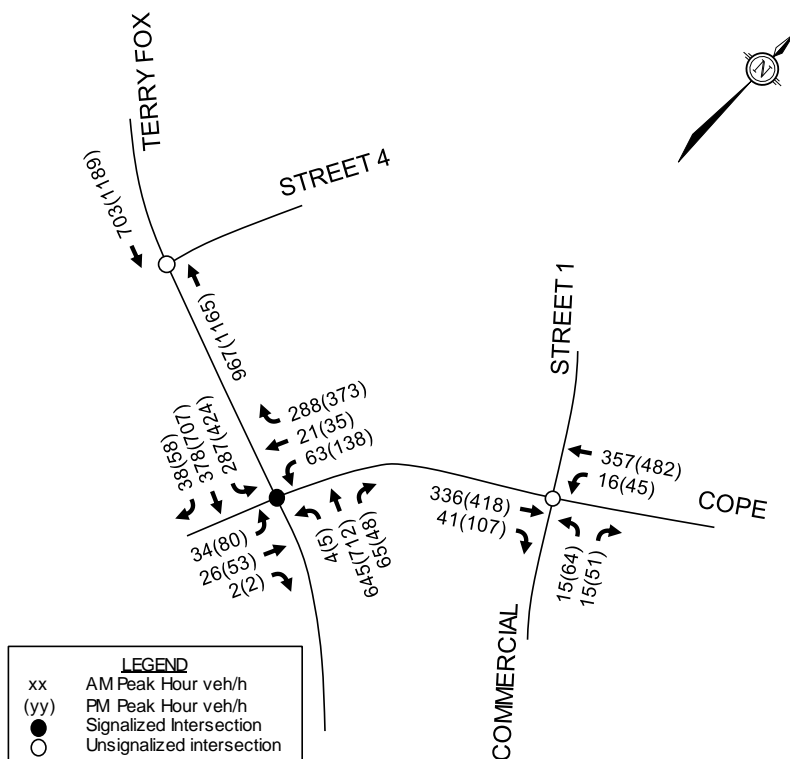 N
TERRY FOX
STREET 4
703(1189)
967(1165)
STREET 1
38(58)
378(707)
287(424)
288(373)
21(35)
63(138)
357(482)
16(45)
COPE
336(418)
41(107)
34(80)
26(53)
2(2)
4(5)
645(712)
65(48)
15(64)
15(51)
COMMERCIAL
LEGEND
xx AM Peak Hour veh/h
(yy) PM Peak Hour veh/h
Signalized Intersection
Unsignalized intersection